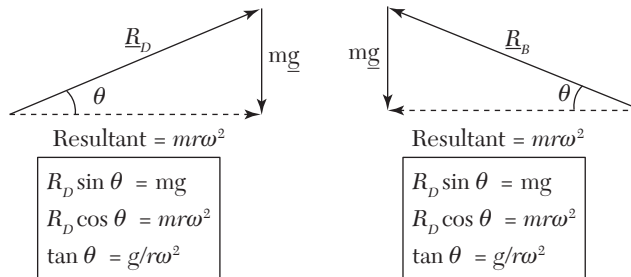 R_D
mg
θ
Resultant = mrω²
R_D sin θ = mg
R_D cos θ = mrω²
tan θ = g/rω²
R_B
mg
θ
Resultant = mrω²
R_D sin θ = mg
R_D cos θ = mrω²
tan θ = g/rω²